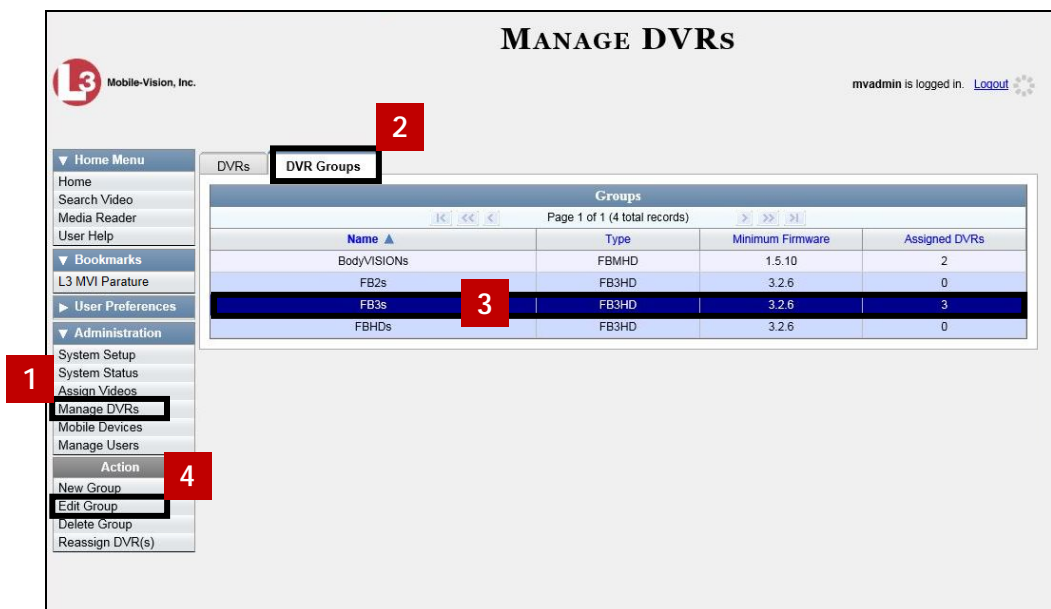 MANAGE DVRS
L3 Mobile-Vision, Inc.
mvadmin is logged in. Logout
2
▼ Home Menu
Home
Search Video
Media Reader
User Help
▼ Bookmarks
L3 MVI Parature
► User Preferences
▼ Administration
System Setup
System Status
1
Assign Videos
Manage DVRs
Mobile Devices
Manage Users
Action
4
New Group
Edit Group
Delete Group
Reassign DVR(s)
DVRs DVR Groups
Groups
|< << < Page 1 of 1 (4 total records) > >> >|
Name ▲ Type Minimum Firmware Assigned DVRs
BodyVISIONs FBMHD 1.5.10 2
FB2s FB3HD 3.2.6 0
FB3s 3 FB3HD 3.2.6 3
FBHDs FB3HD 3.2.6 0